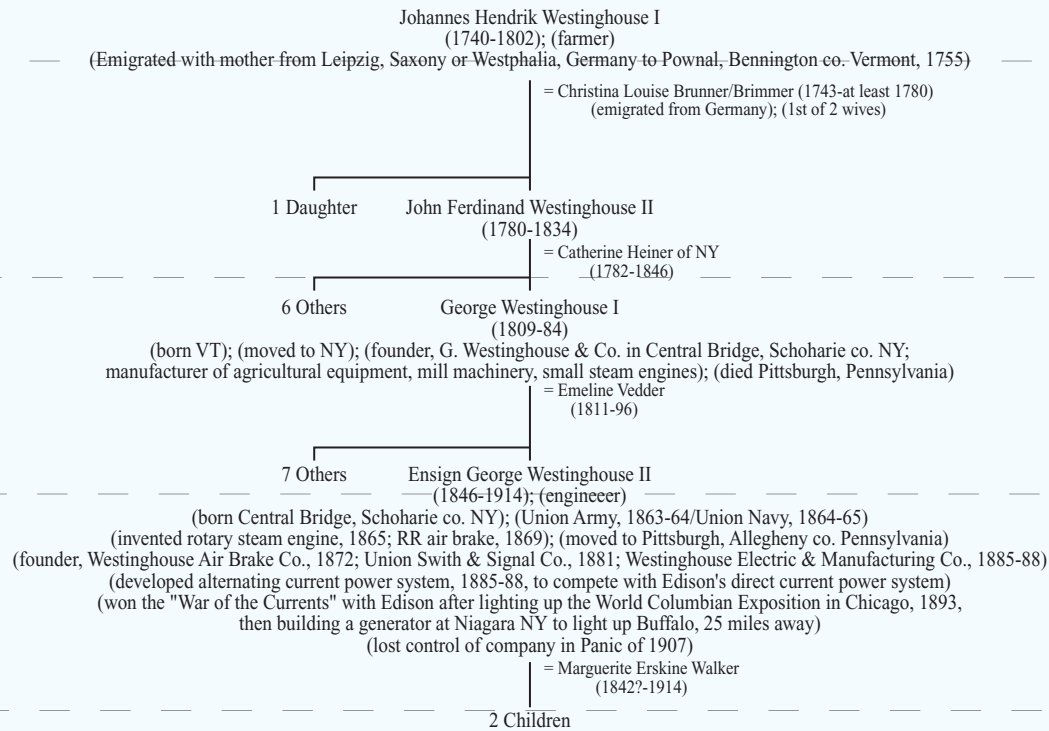 Johannes Hendrik Westinghouse I
(1740-1802); (farmer)
(Emigrated with mother from Leipzig, Saxony or Westphalia, Germany to Pownal, Bennington co. Vermont, 1755)
= Christina Louise Brunner/Brimmer (1743-at least 1780)
(emigrated from Germany); (1st of 2 wives)
1 Daughter
John Ferdinand Westinghouse II
(1780-1834)
= Catherine Heiner of NY
(1782-1846)
6 Others
George Westinghouse I
(1809-84)
(born VT); (moved to NY); (founder, G. Westinghouse & Co. in Central Bridge, Schoharie co. NY;
manufacturer of agricultural equipment, mill machinery, small steam engines); (died Pittsburgh, Pennsylvania)
= Emeline Vedder
(1811-96)
7 Others
Ensign George Westinghouse II
(1846-1914); (engineeer)
(born Central Bridge, Schoharie co. NY); (Union Army, 1863-64/Union Navy, 1864-65)
(invented rotary steam engine, 1865; RR air brake, 1869); (moved to Pittsburgh, Allegheny co. Pennsylvania)
(founder, Westinghouse Air Brake Co., 1872; Union Swith & Signal Co., 1881; Westinghouse Electric & Manufacturing Co., 1885-88)
(developed alternating current power system, 1885-88, to compete with Edison's direct current power system)
(won the "War of the Currents" with Edison after lighting up the World Columbian Exposition in Chicago, 1893,
then building a generator at Niagara NY to light up Buffalo, 25 miles away)
(lost control of company in Panic of 1907)
= Marguerite Erskine Walker
(1842?-1914)
2 Children